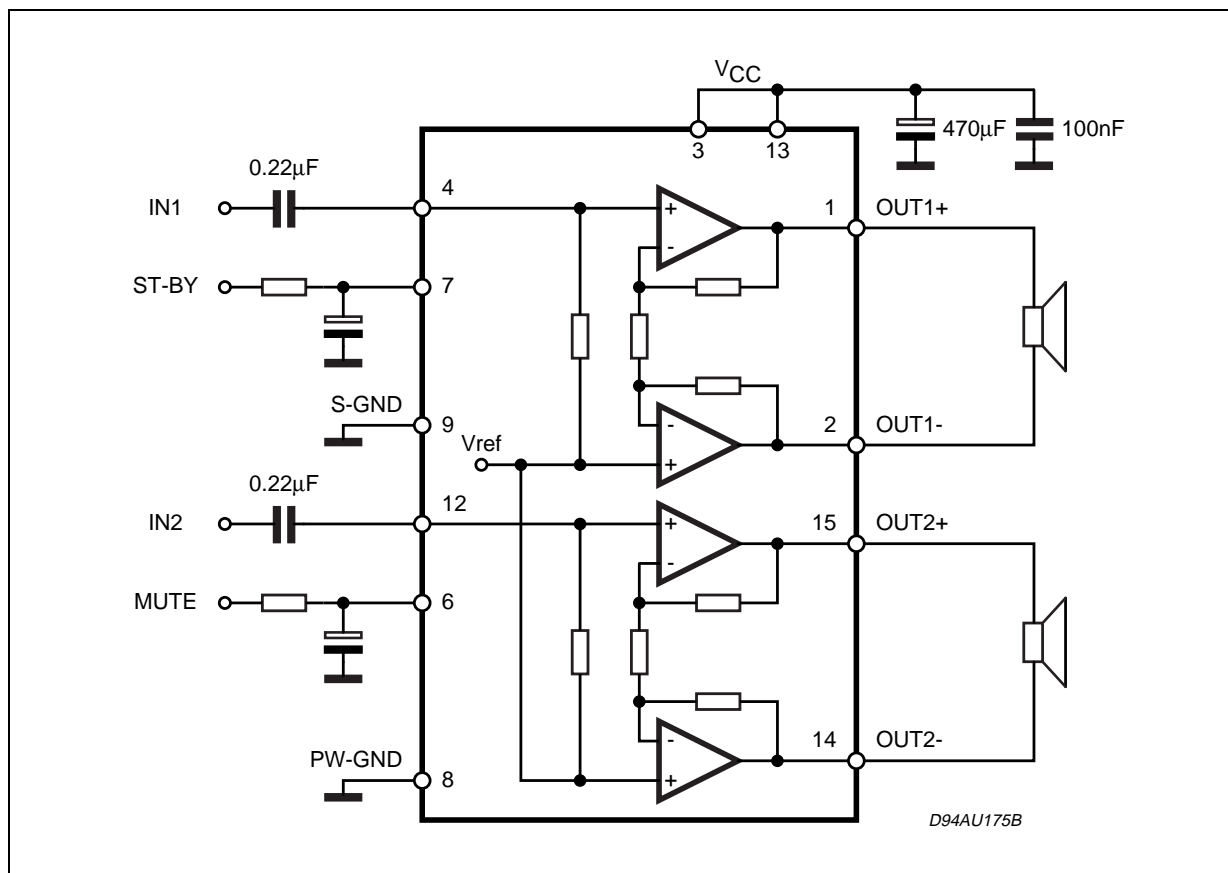 VCC
470μF
100nF
3
13
0.22μF
IN1
4
+
-
1
OUT1+
ST-BY
7
S-GND
9
Vref
-
+
2
OUT1-
0.22μF
IN2
12
+
-
15
OUT2+
MUTE
6
PW-GND
8
-
+
14
OUT2-
D94AU175B